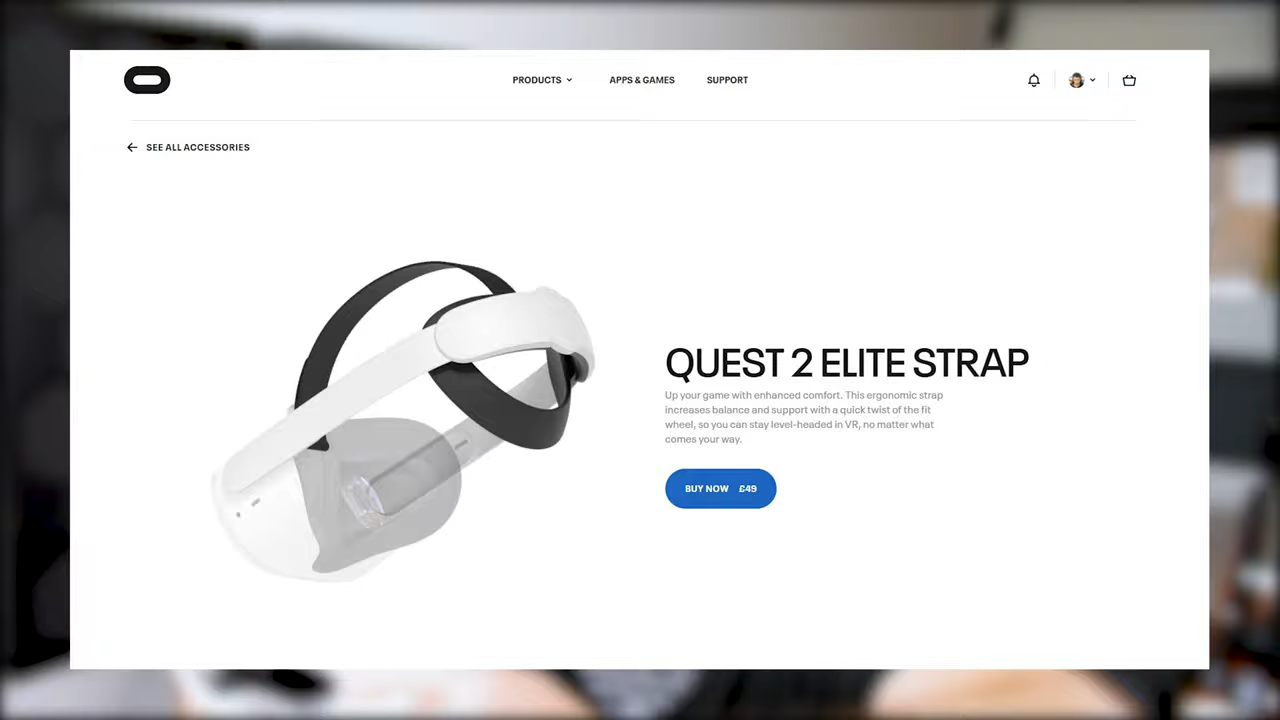 PRODUCTS
APPS & GAMES
SUPPORT
SEE ALL ACCESSORIES
QUEST 2 ELITE STRAP
Up your game with enhanced comfort. This ergonomic strap
increases balance and support with a quick twist of the fit
wheel, so you can stay level-headed in VR, no matter what
comes your way.
BUY NOW £49